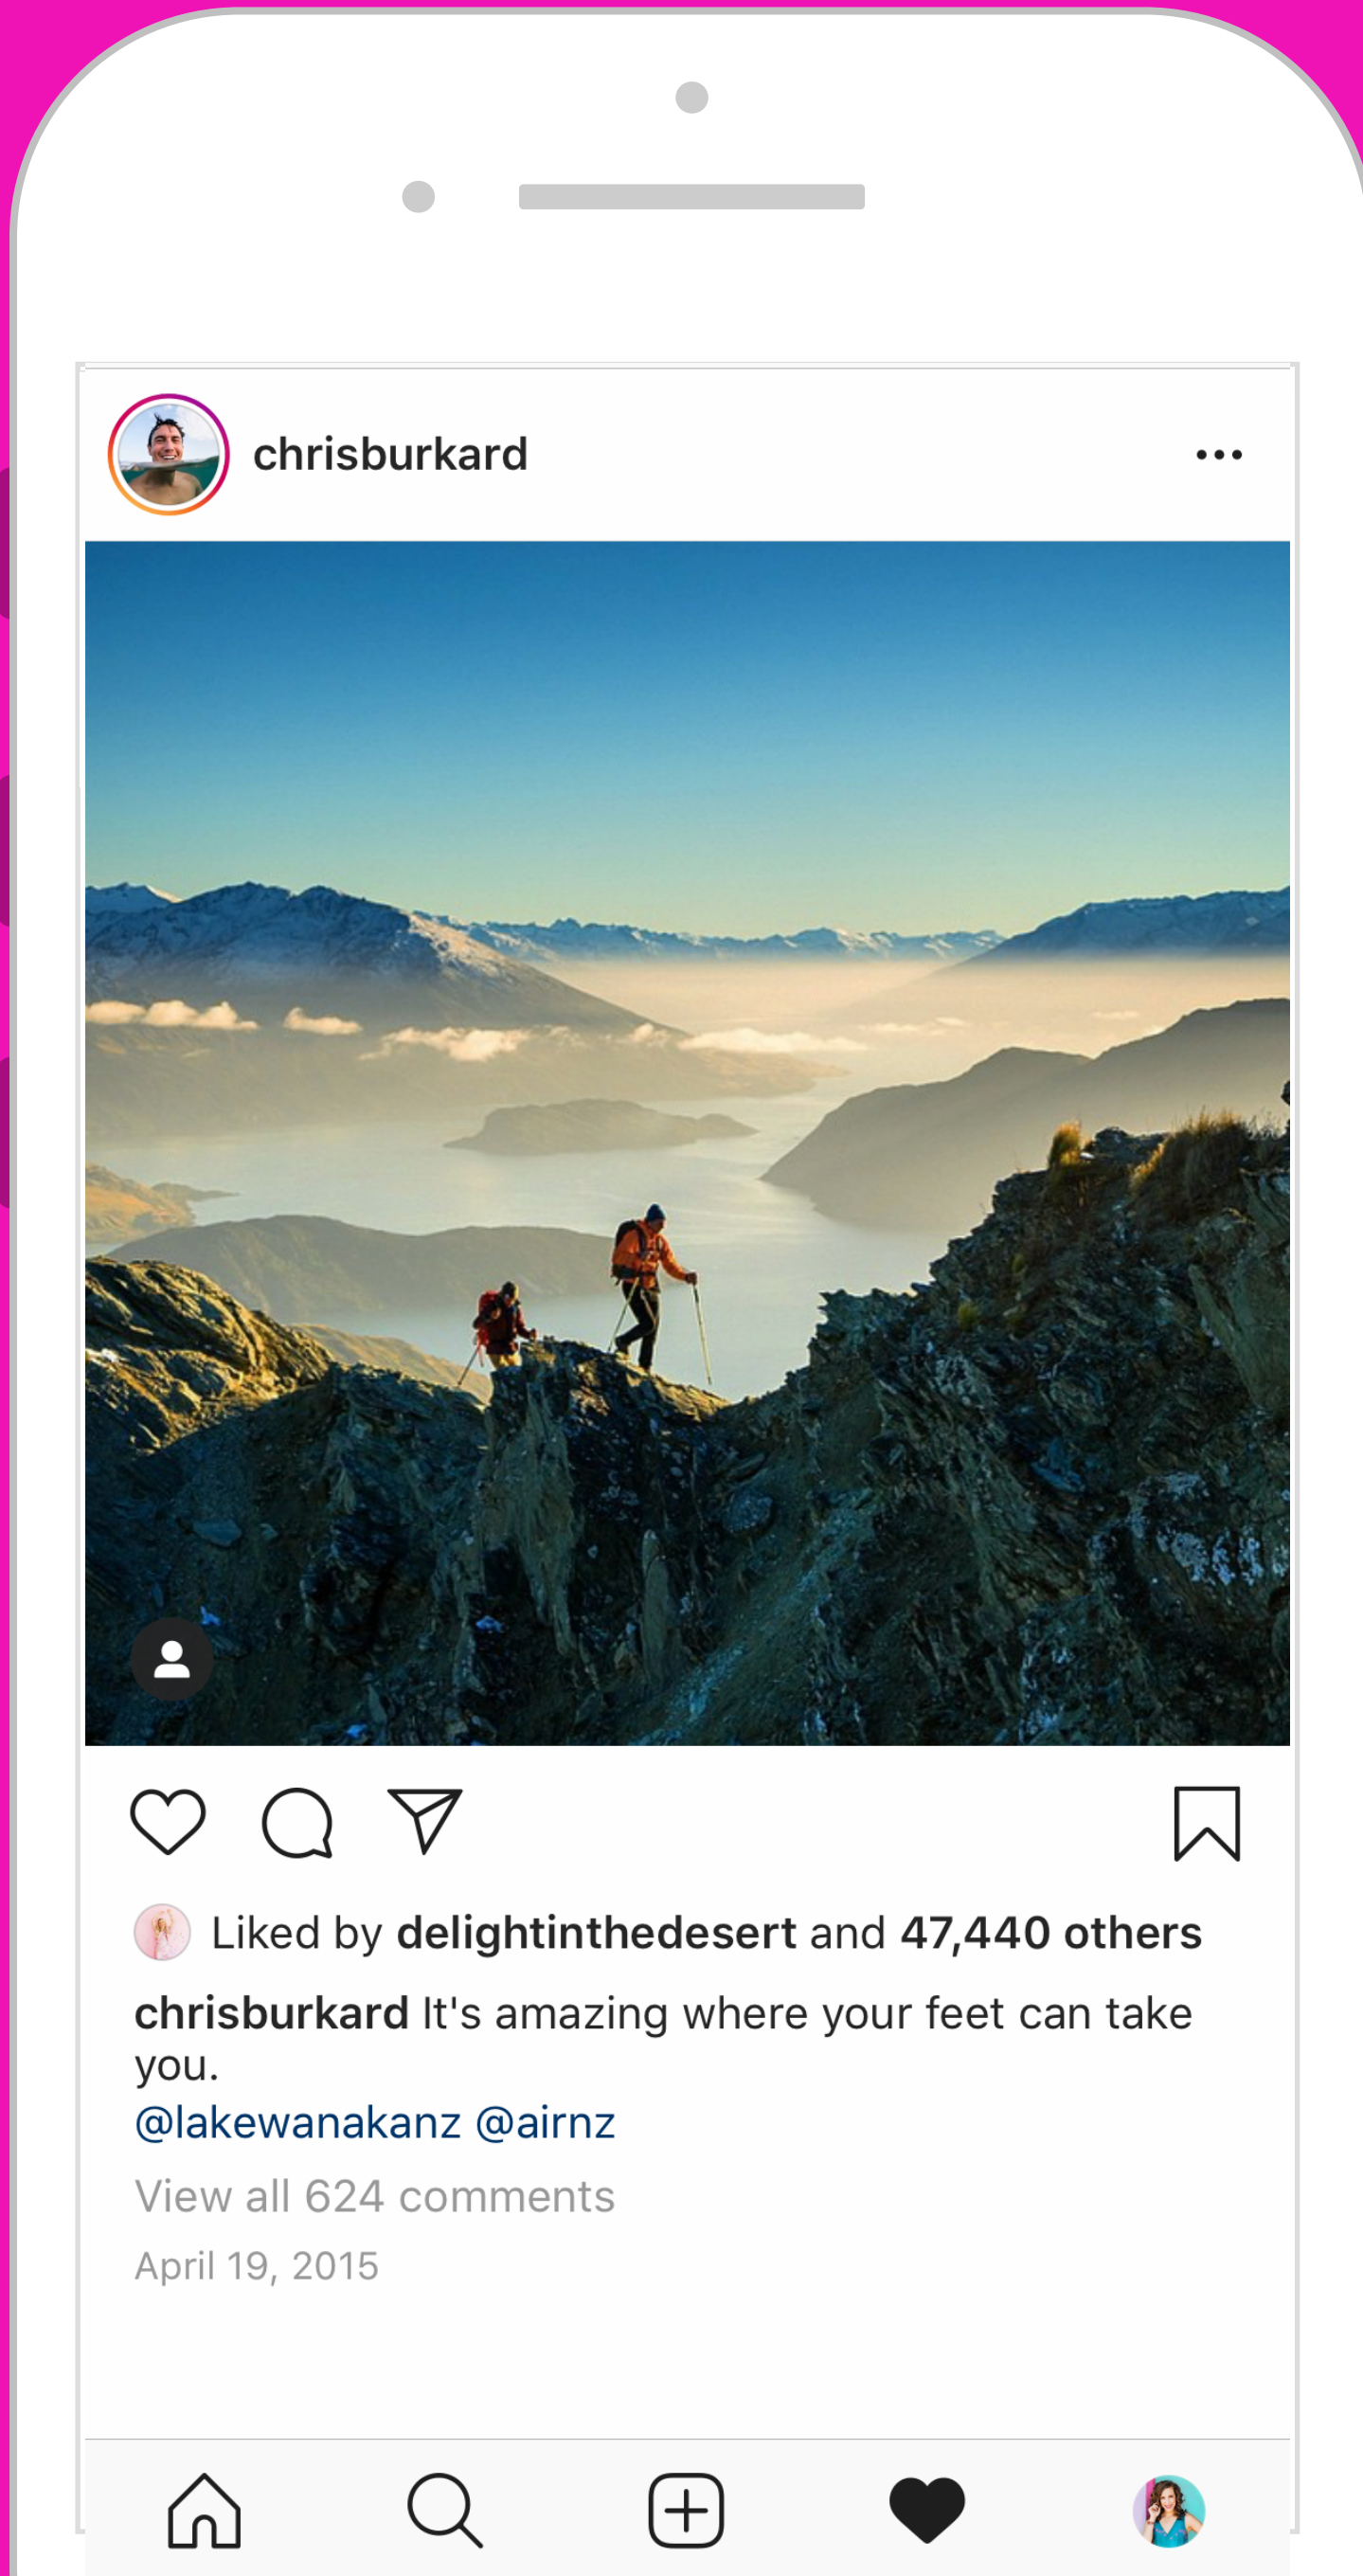 chrisburkard
Liked by delightinthedesert and 47,440 others
chrisburkard It's amazing where your feet can take
you.
@lakewanakanz @airnz
View all 624 comments
April 19, 2015